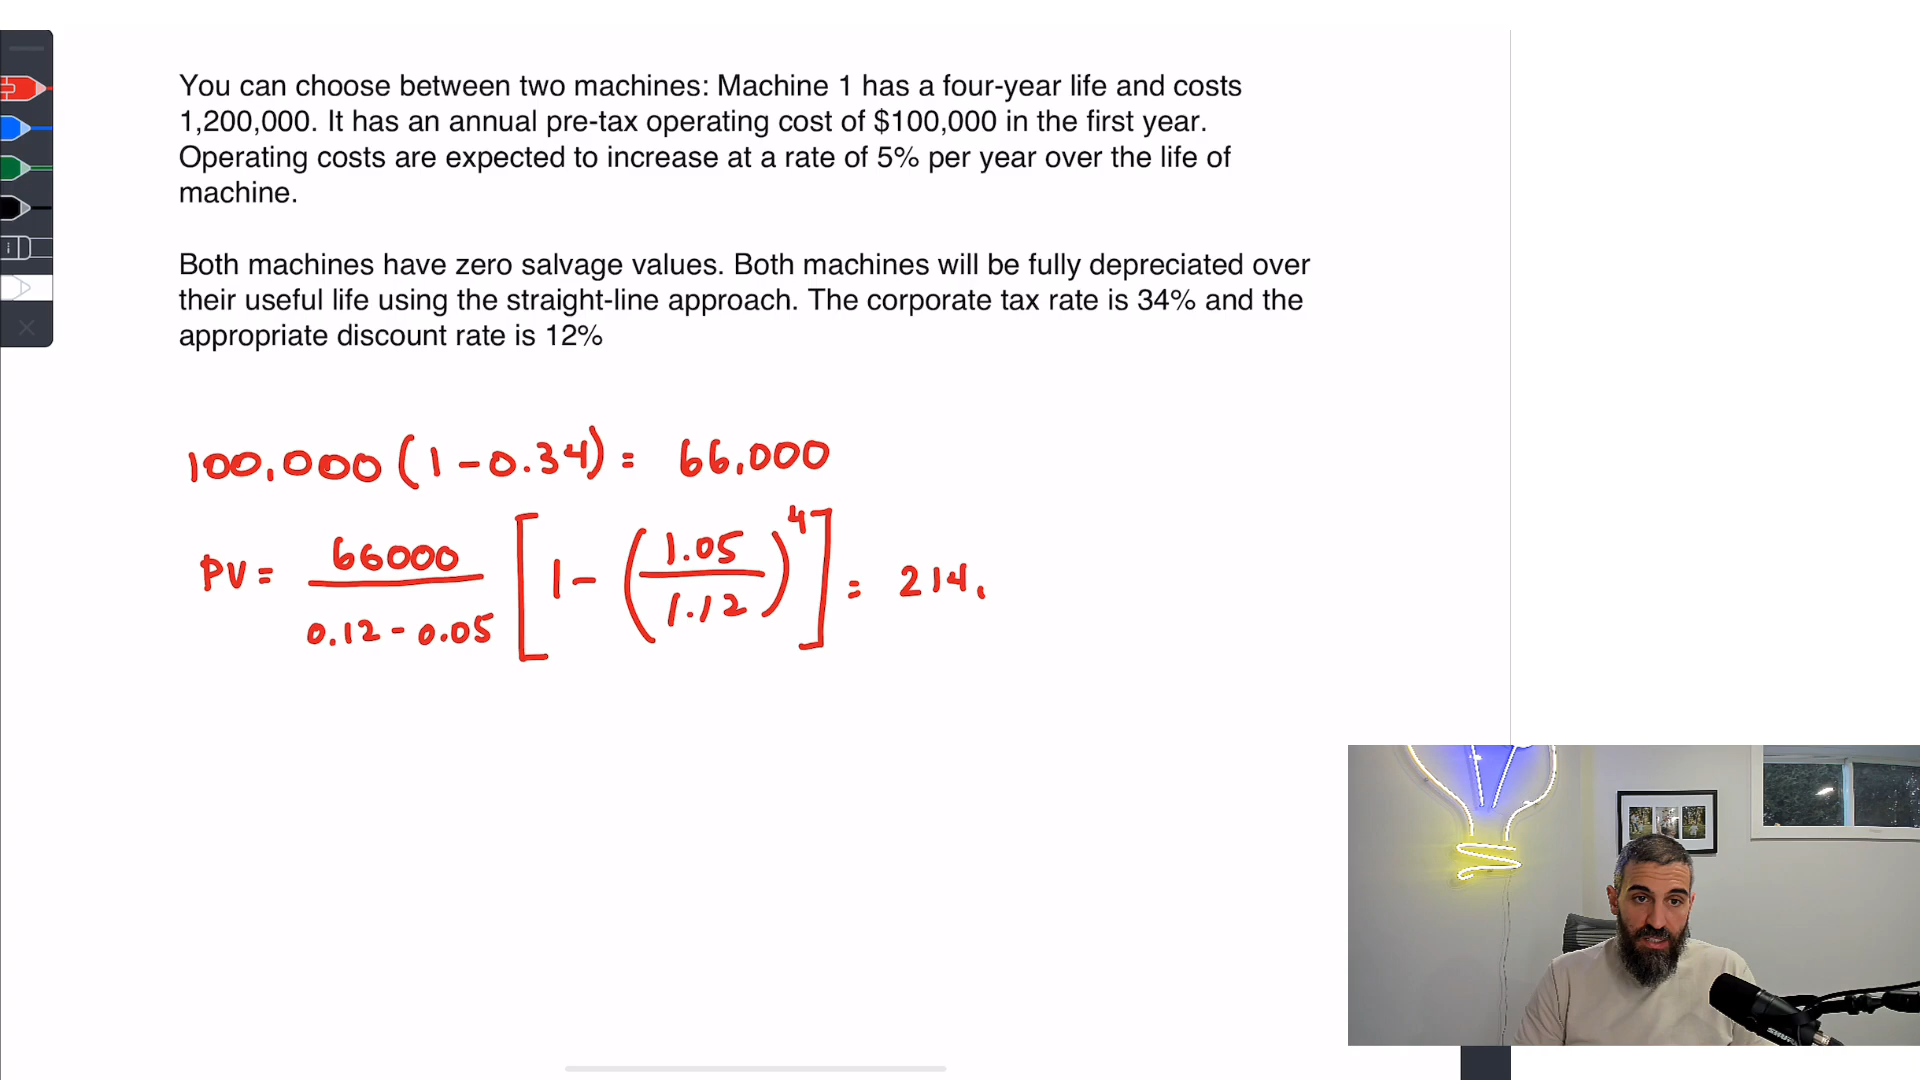 You can choose between two machines: Machine 1 has a four-year life and costs
1,200,000. It has an annual pre-tax operating cost of $100,000 in the first year.
Operating costs are expected to increase at a rate of 5% per year over the life of
machine.
Both machines have zero salvage values. Both machines will be fully depreciated over
their useful life using the straight-line approach. The corporate tax rate is 34% and the
appropriate discount rate is 12%
100,000 (1-0.34) = 66,000
PV = 66000 / 0.12-0.05 [1 - (1.05 / 1.12)^4] = 214,
SHURE